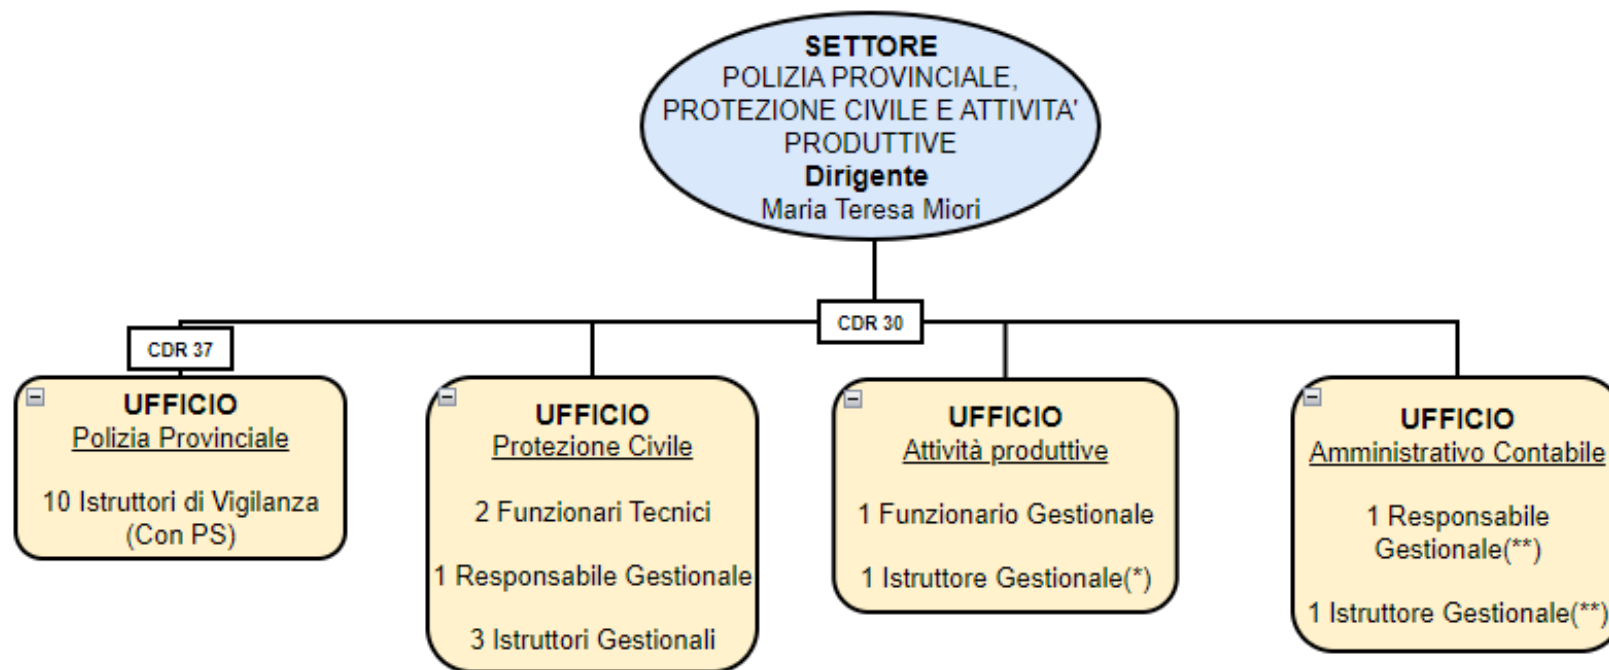 SETTORE
POLIZIA PROVINCIALE,
PROTEZIONE CIVILE E ATTIVITA'
PRODUTTIVE
Dirigente
Maria Teresa Miori
CDR 30
CDR 37
UFFICIO
Polizia Provinciale
10 Istruttori di Vigilanza
(Con PS)
UFFICIO
Protezione Civile
2 Funzionari Tecnici
1 Responsabile Gestionale
3 Istruttori Gestionali
UFFICIO
Attività produttive
1 Funzionario Gestionale
1 Istruttore Gestionale(*)
UFFICIO
Amministrativo Contabile
1 Responsabile
Gestionale(**)
1 Istruttore Gestionale(**)